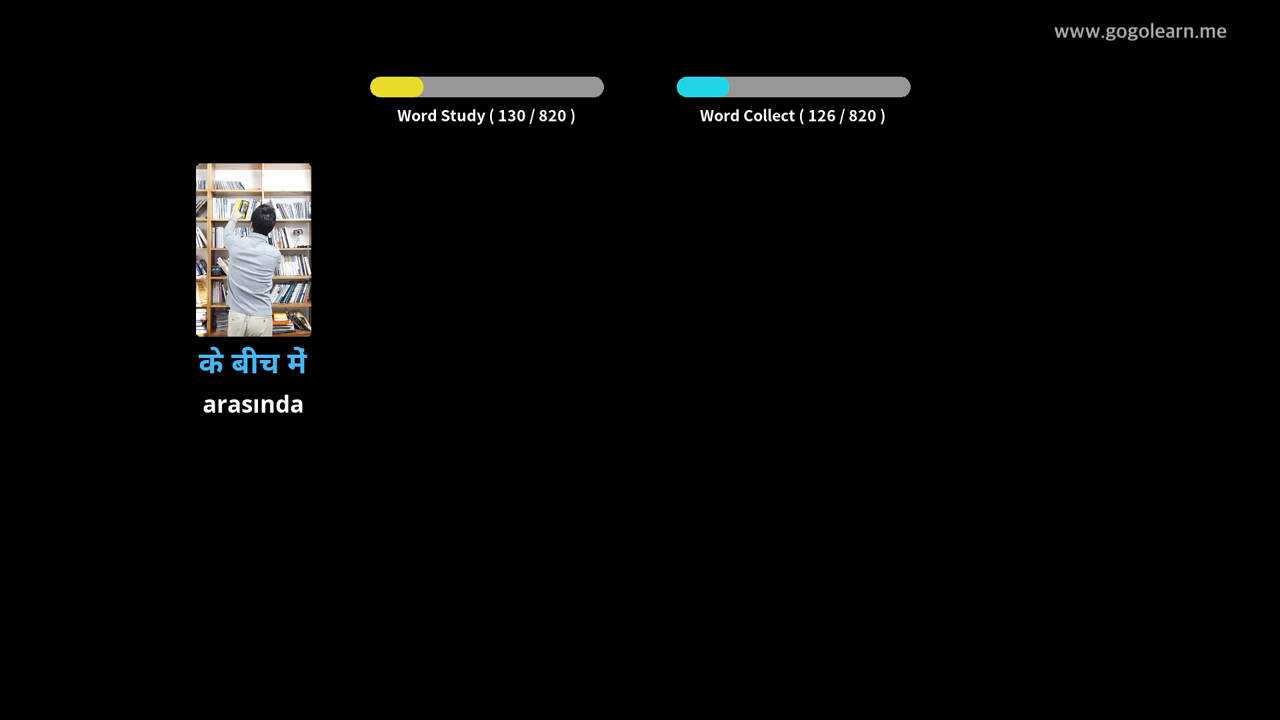 www.gogolearn.me
Word Study ( 130 / 820 )
Word Collect ( 126 / 820 )
के बीच में
arasında